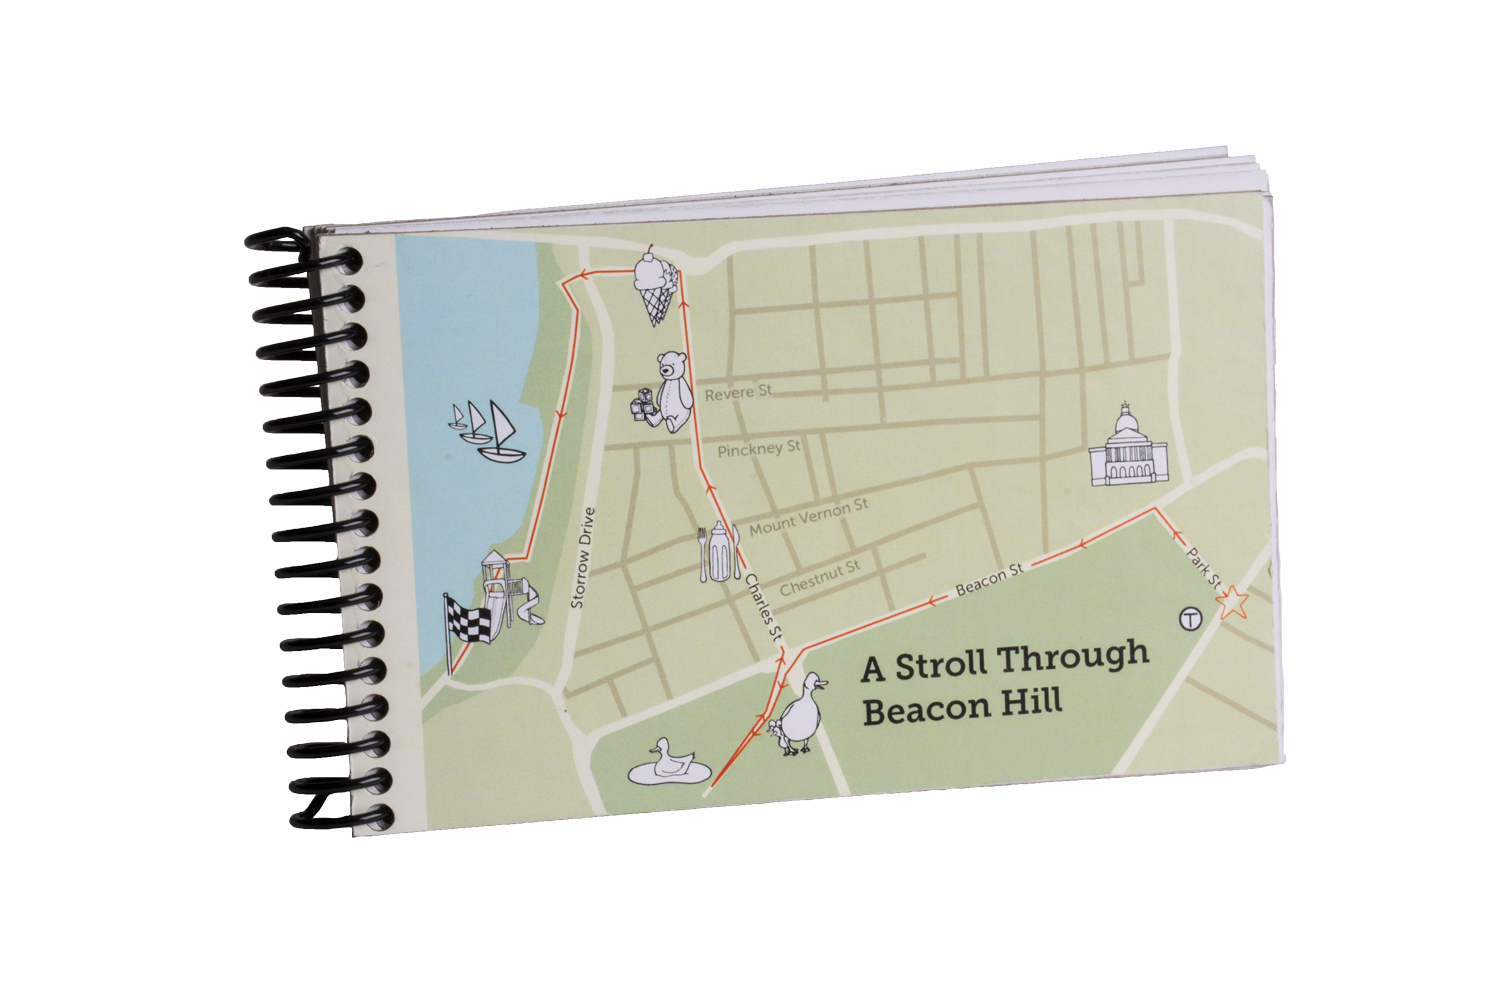 Revere St
Pinckney St
Mount Vernon St
Chestnut St
Storrow Drive
Charles St
Beacon St
Park St
T
A Stroll Through
Beacon Hill